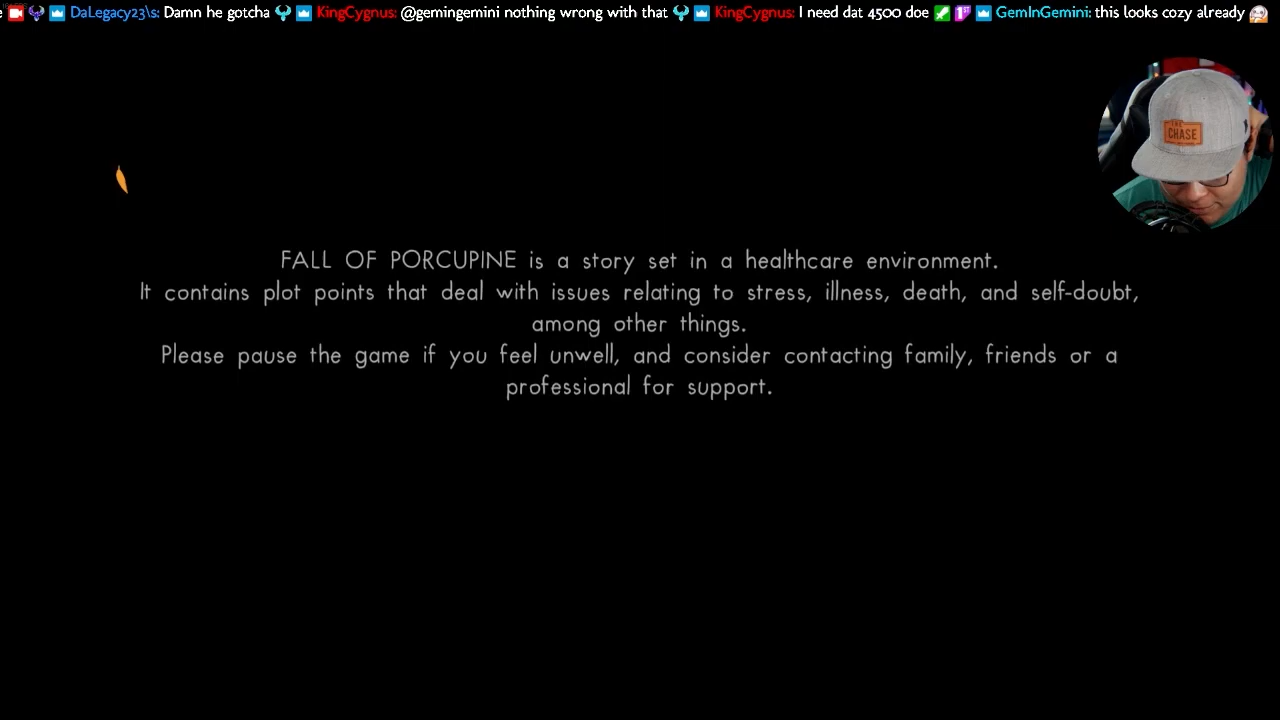 DaLegacy23\s: Damn he gotcha KingCygnus: @gemingemini nothing wrong with that KingCygnus: I need dat 4500 doe GemInGemini: this looks cozy already
CHASE
FALL OF PORCUPINE is a story set in a healthcare environment.
It contains plot points that deal with issues relating to stress, illness, death, and self-doubt,
among other things.
Please pause the game if you feel unwell, and consider contacting family, friends or a
professional for support.